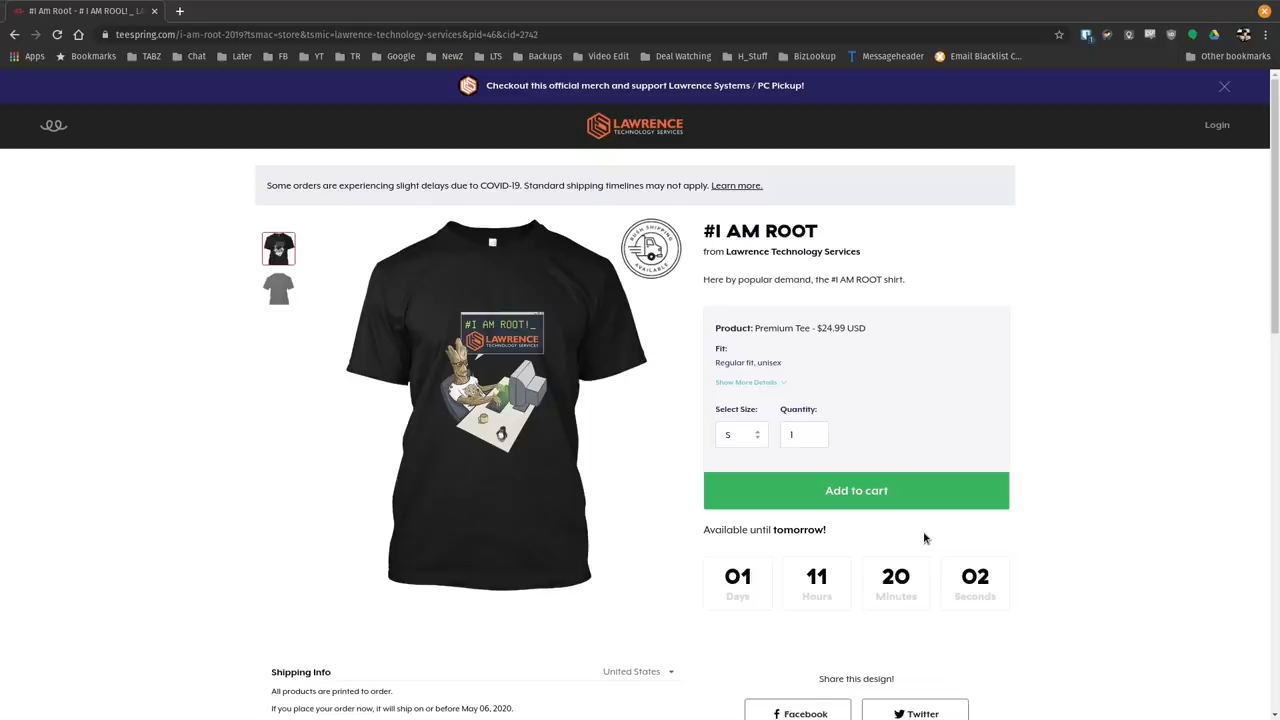 #I Am Root - #I AM ROOT! _ LA
teespring.com/i-am-root-2019?tsmac=store&tsmic=lawrence-technology-services&pid=46&cid=2742
Apps Bookmarks TABZ Chat Later FB YT TR Google NewZ LTS Backups Video Edit Deal Watching H_Stuff BizLookup Messageheader Email Blacklist C... Other bookmarks
Checkout this official merch and support Lawrence Systems / PC Pickup!
LAWRENCE
TECHNOLOGY SERVICES
Login
Some orders are experiencing slight delays due to COVID-19. Standard shipping timelines may not apply. Learn more.
RUSH SHIPPING
AVAILABLE
#I AM ROOT!_
LAWRENCE
TECHNOLOGY SERVICES
#I AM ROOT
from Lawrence Technology Services
Here by popular demand, the #I AM ROOT shirt.
Product: Premium Tee - $24.99 USD
Fit:
Regular fit, unisex
Show More Details
Select Size: Quantity:
S 1
Add to cart
Available until tomorrow!
01 11 20 02
Days Hours Minutes Seconds
Shipping Info United States
All products are printed to order.
If you place your order now, it will ship on or before May 06, 2020.
Share this design!
Facebook Twitter